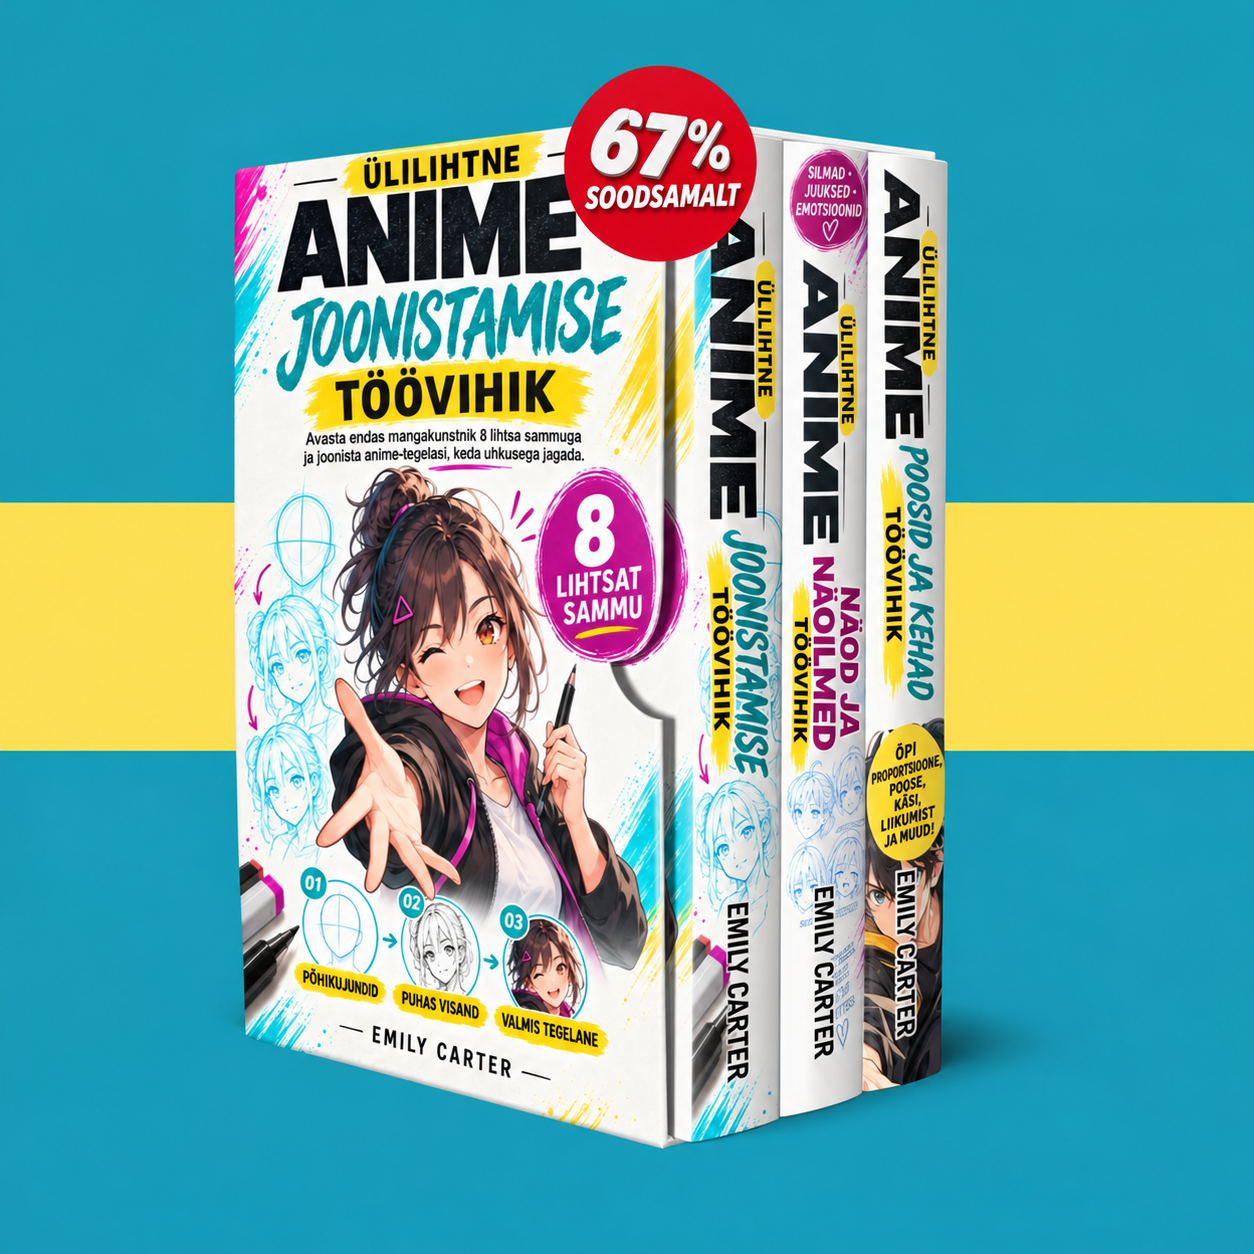 67%
SOODSAMALT
ÜLILIHTNE
ANIME
JOONISTAMISE
TÖÖVIHIK
Avasta endas mangakunstnik 8 lihtsa sammuga
ja joonista anime-tegelasi, keda uhkusega jagada.
8
LIHTSAT
SAMMU
01
02
03
PÕHIKUJUNDID
PUHAS VISAND
VALMIS TEGELANE
EMILY CARTER
ÜLILIHTNE
ANIME
JOONISTAMISE
TÖÖVIHIK
EMILY CARTER
SILMAD •
JUUKSED •
EMOTSIOONID
ÜLILIHTNE
ANIME
NÄOD JA
NÄOILMED
TÖÖVIHIK
EMILY CARTER
ÜLILIHTNE
ANIME
POOSID JA KEHAD
TÖÖVIHIK
ÕPI
PROPORTSIOONE,
POOSE,
KÄSI,
LIIKUMIST
JA MUUD!
EMILY CARTER